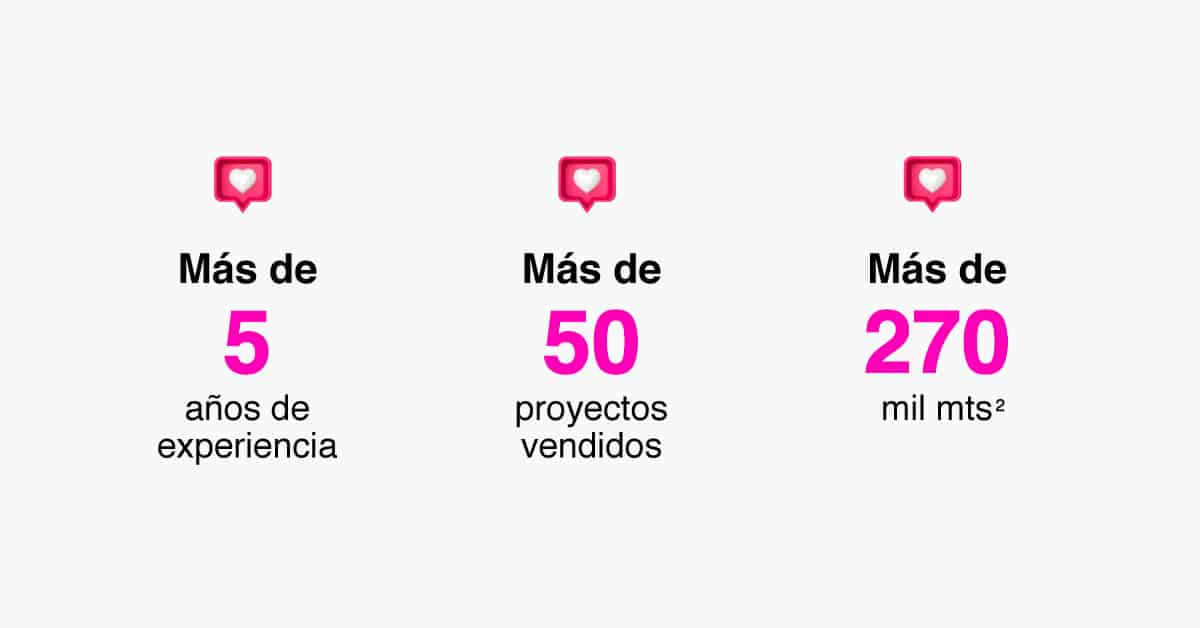 Más de
5
años de
experiencia
Más de
50
proyectos
vendidos
Más de
270
mil mts²